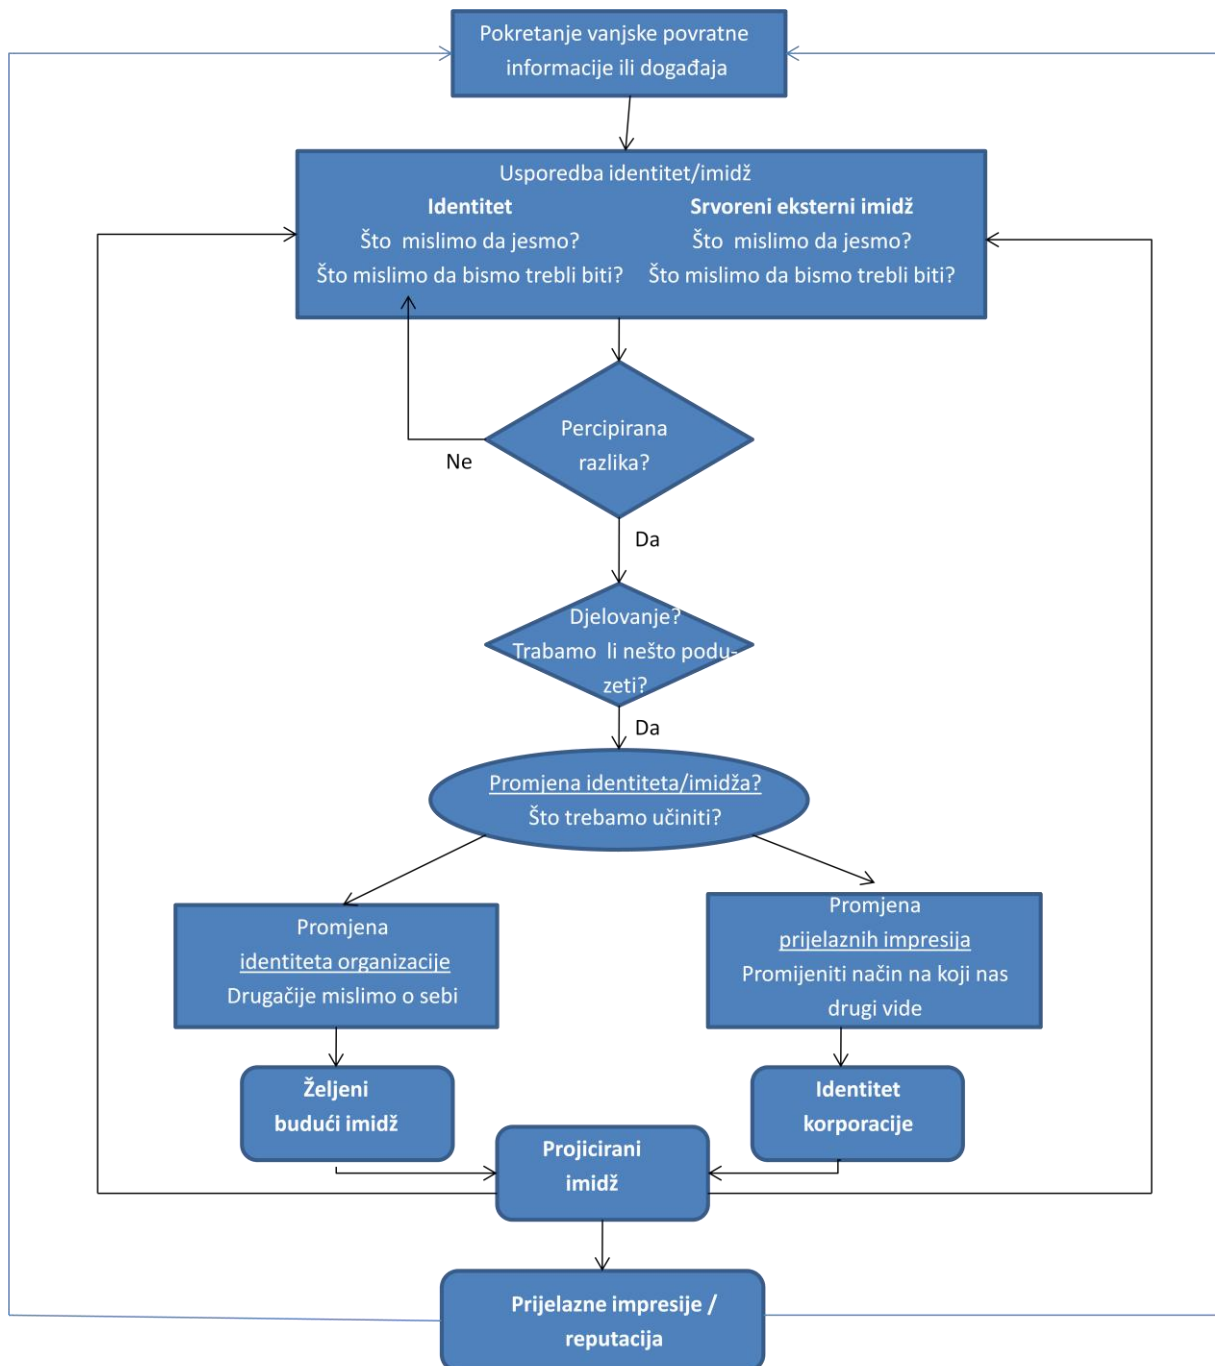 Pokretanje vanjske povratne
informacije ili događaja
Usporedba identitet/imidž
Identitet
Što mislimo da jesmo?
Što mislimo da bismo trebli biti?
Srvoreni eksterni imidž
Što mislimo da jesmo?
Što mislimo da bismo trebli biti?
Percipirana
razlika?
Ne
Da
Djelovanje?
Trabamo li nešto podu-
zeti?
Da
Promjena identiteta/imidža?
Što trebamo učiniti?
Promjena
identiteta organizacije
Drugačije mislimo o sebi
Promjena
prijelaznih impresija
Promijeniti način na koji nas
drugi vide
Željeni
budući imidž
Identitet
korporacije
Projicirani
imidž
Prijelazne impresije /
reputacija